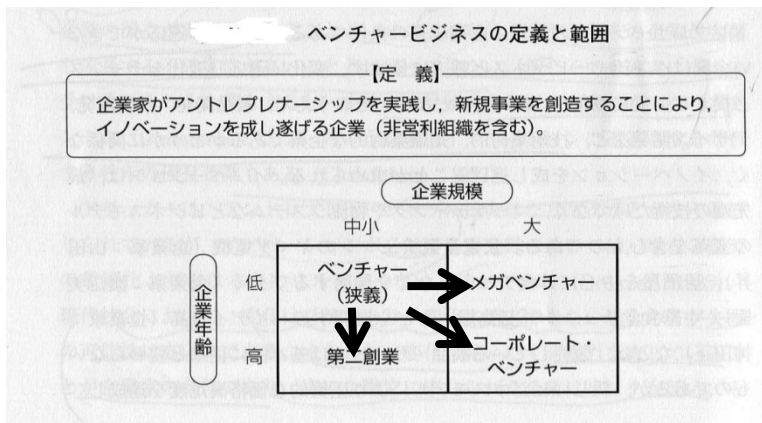 ベンチャービジネスの定義と範囲
【定 義】
企業家がアントレプレナーシップを実践し，新規事業を創造することにより，
イノベーションを成し遂げる企業（非営利組織を含む）。
企業規模
中小
大
企業年齢
低
ベンチャー
（狭義）
メガベンチャー
高
第二創業
コーポレート・
ベンチャー